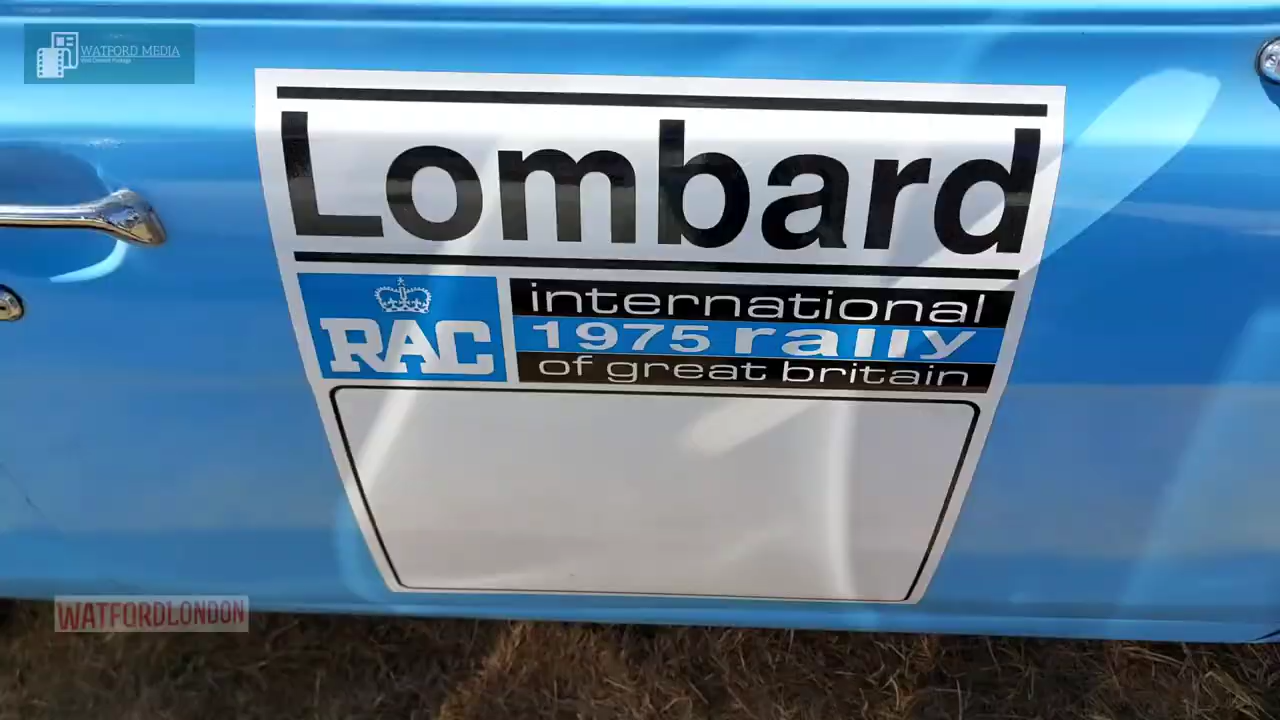 WATFORD MEDIA
Lombard
RAC
international
1975 rally
of great britain
WATFORDLONDON